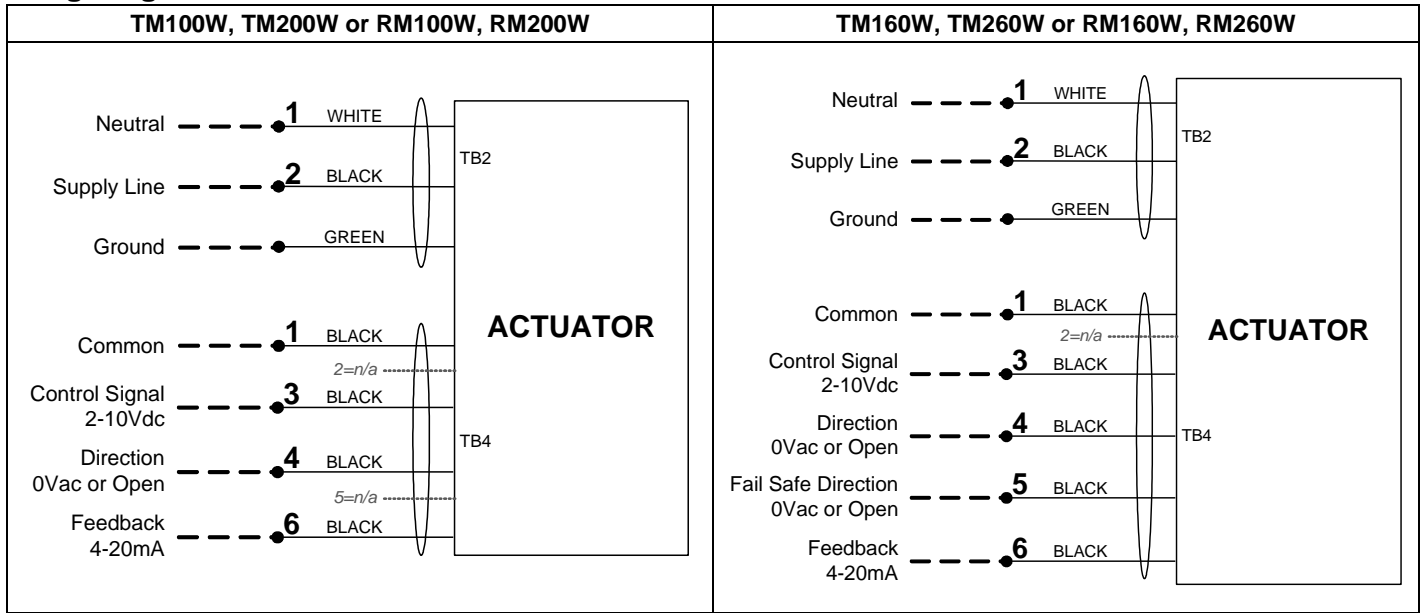 TM100W, TM200W or RM100W, RM200W
Neutral 1 WHITE
TB2
Supply Line 2 BLACK
Ground GREEN
ACTUATOR
Common 1 BLACK
2=n/a
Control Signal
2-10Vdc
3 BLACK
TB4
Direction
0Vac or Open
4 BLACK
5=n/a
Feedback
4-20mA
6 BLACK
TM160W, TM260W or RM160W, RM260W
Neutral 1 WHITE
TB2
Supply Line 2 BLACK
Ground GREEN
Common 1 BLACK
ACTUATOR
2=n/a
Control Signal
2-10Vdc
3 BLACK
Direction
0Vac or Open
4 BLACK
TB4
Fail Safe Direction
0Vac or Open
5 BLACK
Feedback
4-20mA
6 BLACK